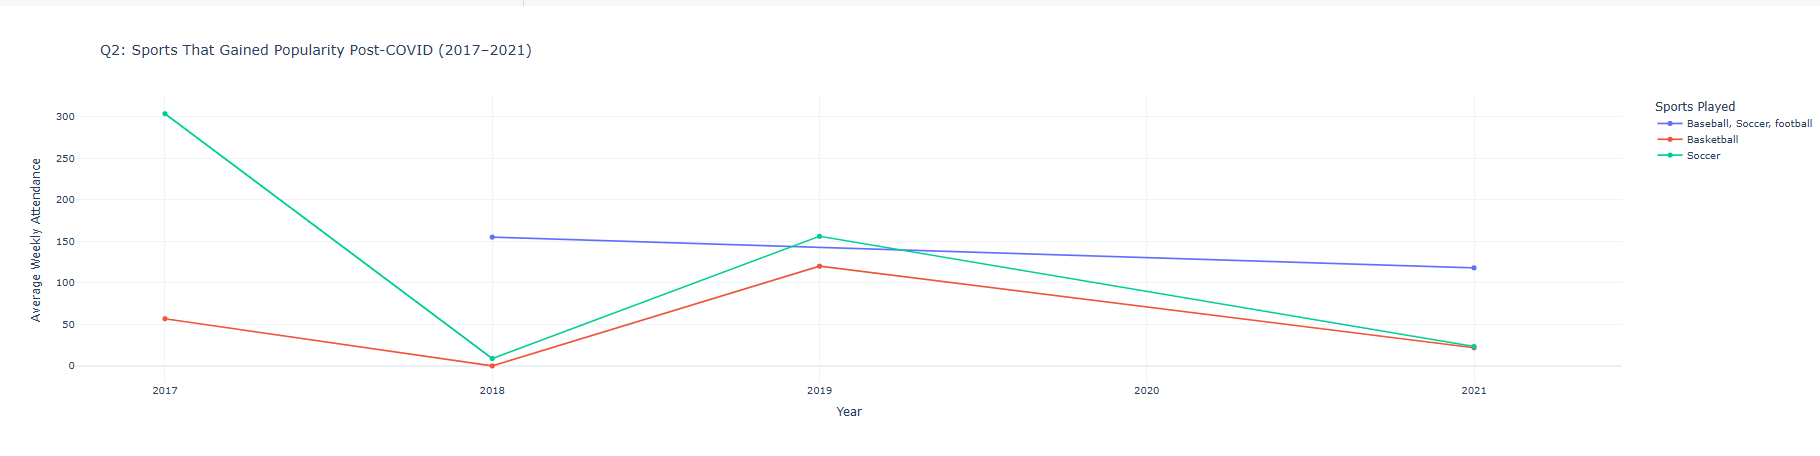 Q2: Sports That Gained Popularity Post-COVID (2017–2021)
Average Weekly Attendance
300
250
200
150
100
50
0
2017
2018
2019
2020
2021
Year
Sports Played
Baseball, Soccer, football
Basketball
Soccer